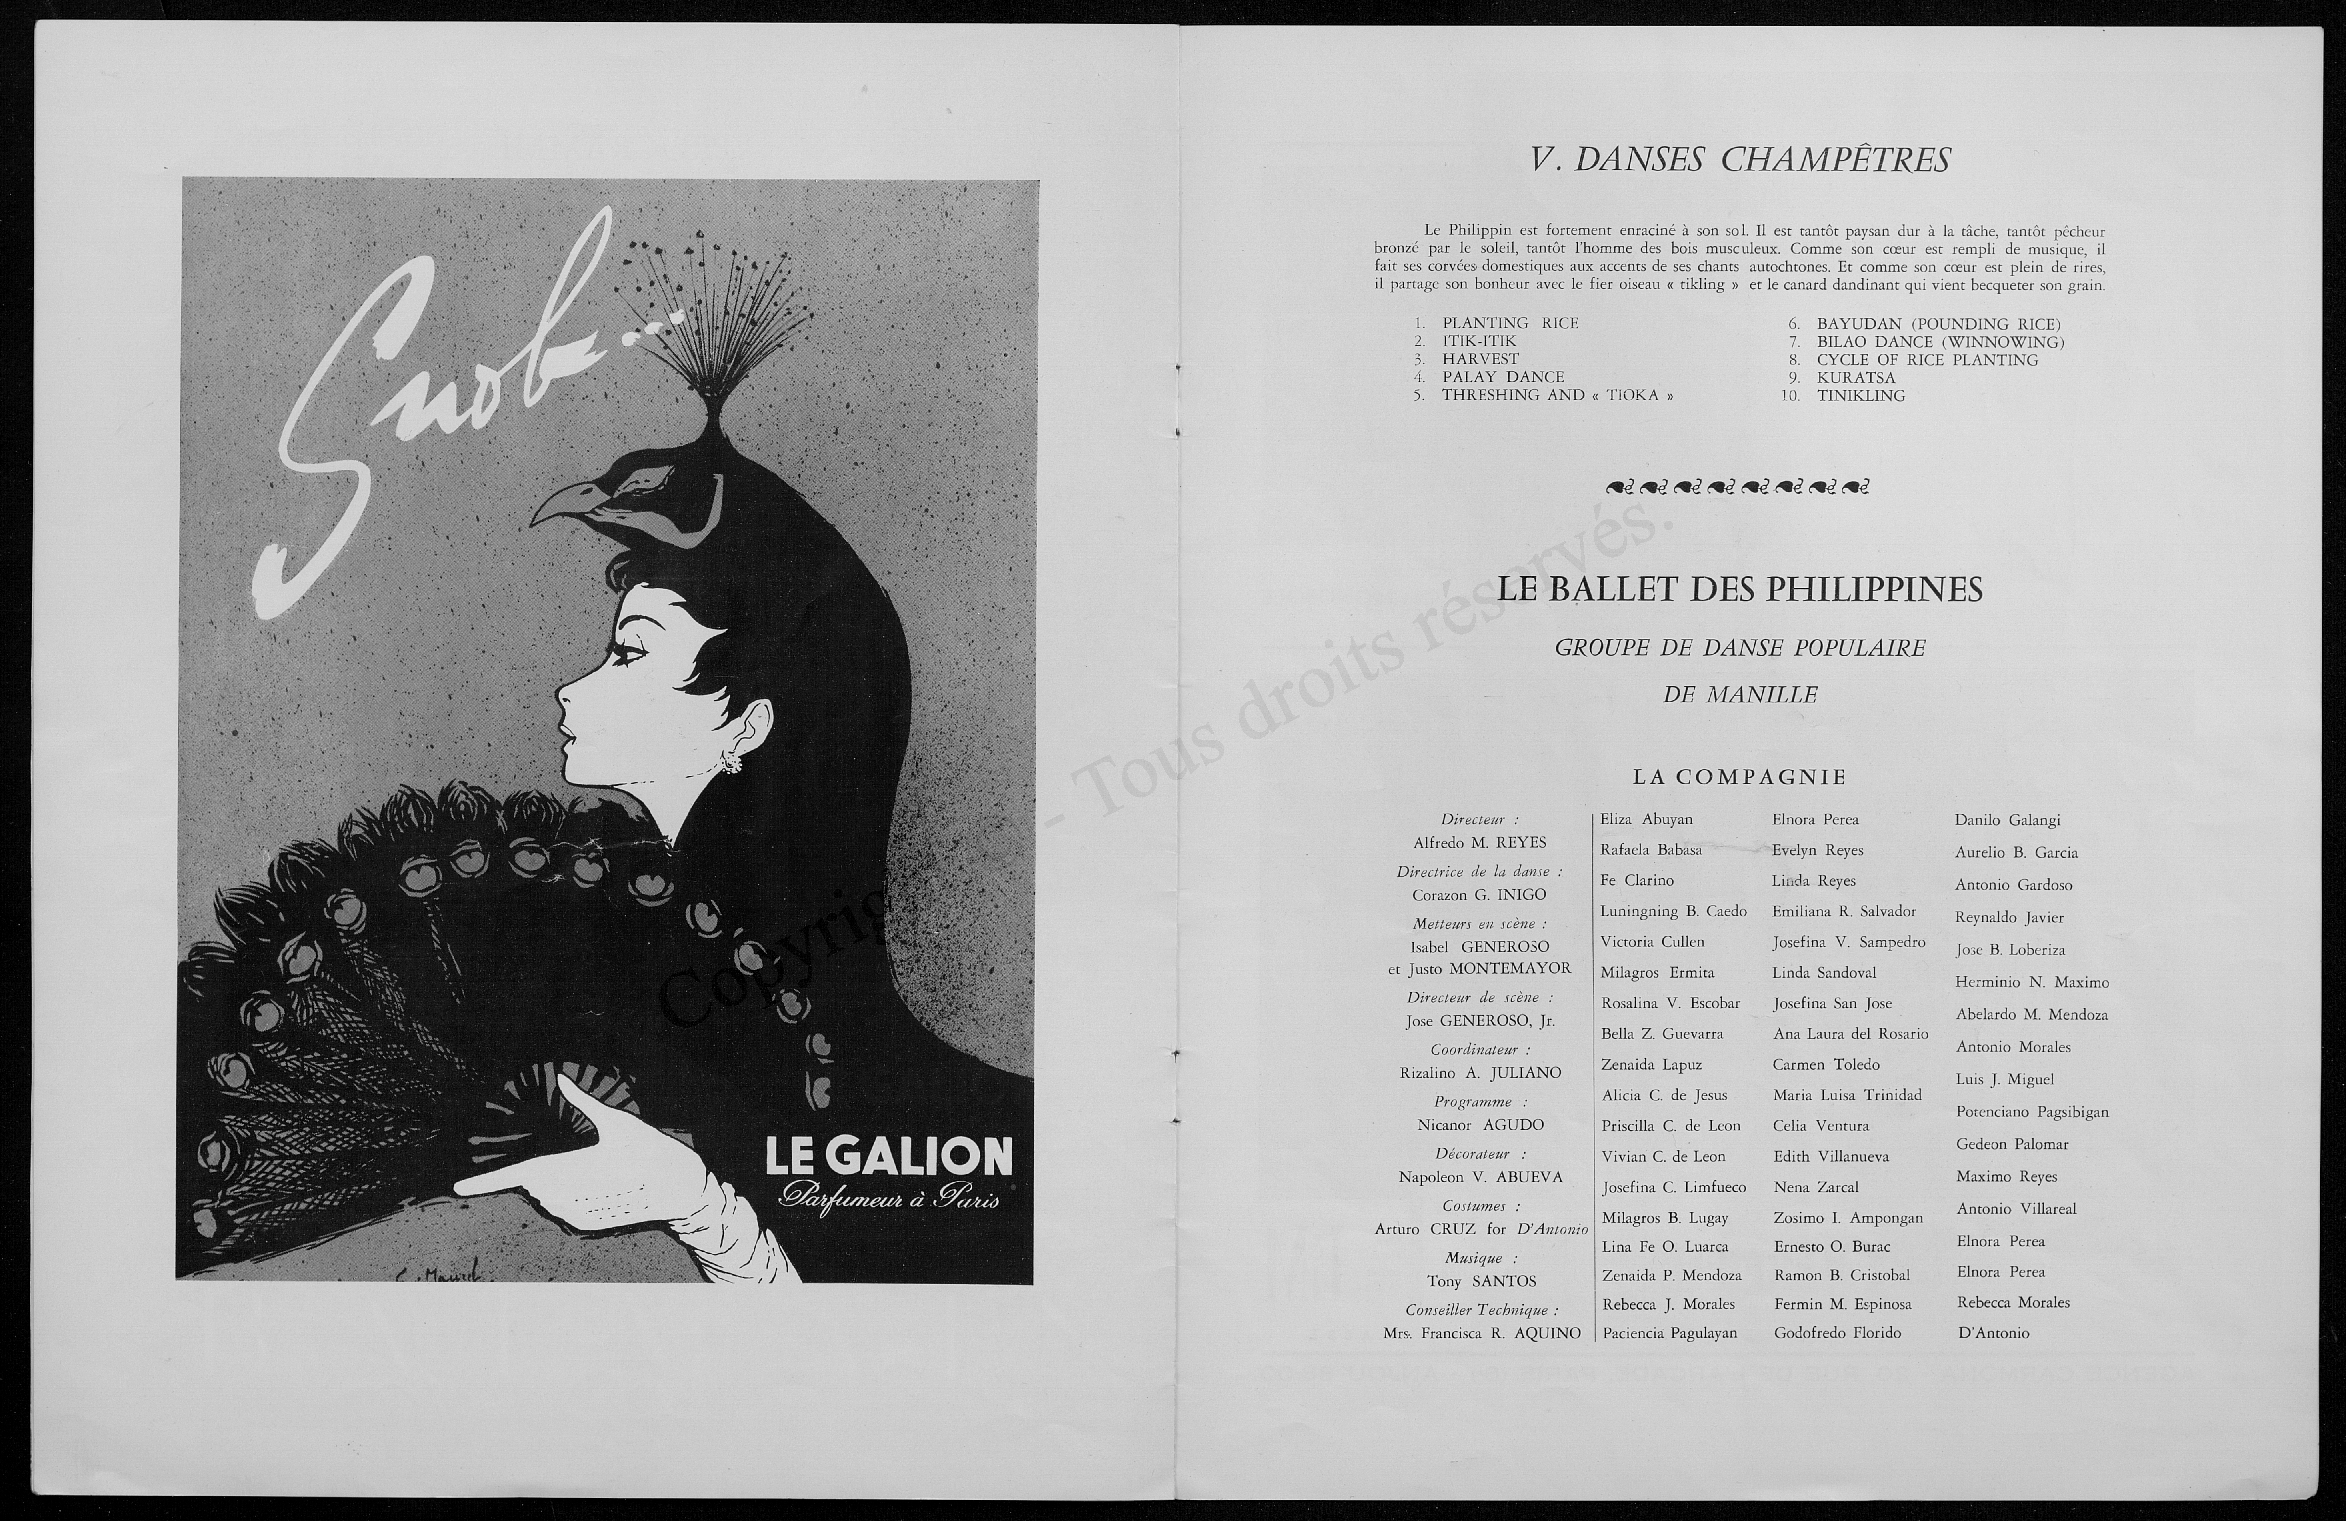 Snob...
LE GALION
Parfumeur à Paris
V. DANSES CHAMPÊTRES
Le Philippin est fortement enraciné à son sol. Il est tantôt paysan dur à la tâche, tantôt pêcheur
bronzé par le soleil, tantôt l'homme des bois musculeux. Comme son cœur est rempli de musique, il
fait ses corvées domestiques aux accents de ses chants autochtones. Et comme son cœur est plein de rires,
il partage son bonheur avec le fier oiseau « tikling » et le canard dandinant qui vient becqueter son grain.
1. PLANTING RICE
2. ITIK-ITIK
3. HARVEST
4. PALAY DANCE
5. THRESHING AND « TIOKA »
6. BAYUDAN (POUNDING RICE)
7. BILAO DANCE (WINNOWING)
8. CYCLE OF RICE PLANTING
9. KURATSA
10. TINIKLING
LE BALLET DES PHILIPPINES
GROUPE DE DANSE POPULAIRE
DE MANILLE
LA COMPAGNIE
Directeur :
Alfredo M. REYES
Directrice de la danse :
Corazon G. INIGO
Metteurs en scène :
Isabel GENEROSO
et Justo MONTEMAYOR
Directeur de scène :
Jose GENEROSO, Jr.
Coordinateur :
Rizalino A. JULIANO
Programme :
Nicanor AGUDO
Décorateur :
Napoleon V. ABUEVA
Costumes :
Arturo CRUZ for D'Antonio
Musique :
Tony SANTOS
Conseiller Technique :
Mrs. Francisca R. AQUINO
Eliza Abuyan
Rafaela Babasa
Fe Clarino
Luningning B. Caedo
Victoria Cullen
Milagros Ermita
Rosalina V. Escobar
Bella Z. Guevarra
Zenaida Lapuz
Alicia C. de Jesus
Priscilla C. de Leon
Vivian C. de Leon
Josefina C. Limfueco
Milagros B. Lugay
Lina Fe O. Luarca
Zenaida P. Mendoza
Rebecca J. Morales
Paciencia Pagulayan
Elnora Perea
Evelyn Reyes
Linda Reyes
Emiliana R. Salvador
Josefina V. Sampedro
Linda Sandoval
Josefina San Jose
Ana Laura del Rosario
Carmen Toledo
Maria Luisa Trinidad
Celia Ventura
Edith Villanueva
Nena Zarcal
Zosimo I. Ampongan
Ernesto O. Burac
Ramon B. Cristobal
Fermin M. Espinosa
Godofredo Florido
Danilo Galangi
Aurelio B. Garcia
Antonio Gardoso
Reynaldo Javier
Jose B. Loberiza
Herminio N. Maximo
Abelardo M. Mendoza
Antonio Morales
Luis J. Miguel
Potenciano Pagsibigan
Gedeon Palomar
Maximo Reyes
Antonio Villareal
Elnora Perea
Elnora Perea
Rebecca Morales
D'Antonio
- Tous droits réservés.